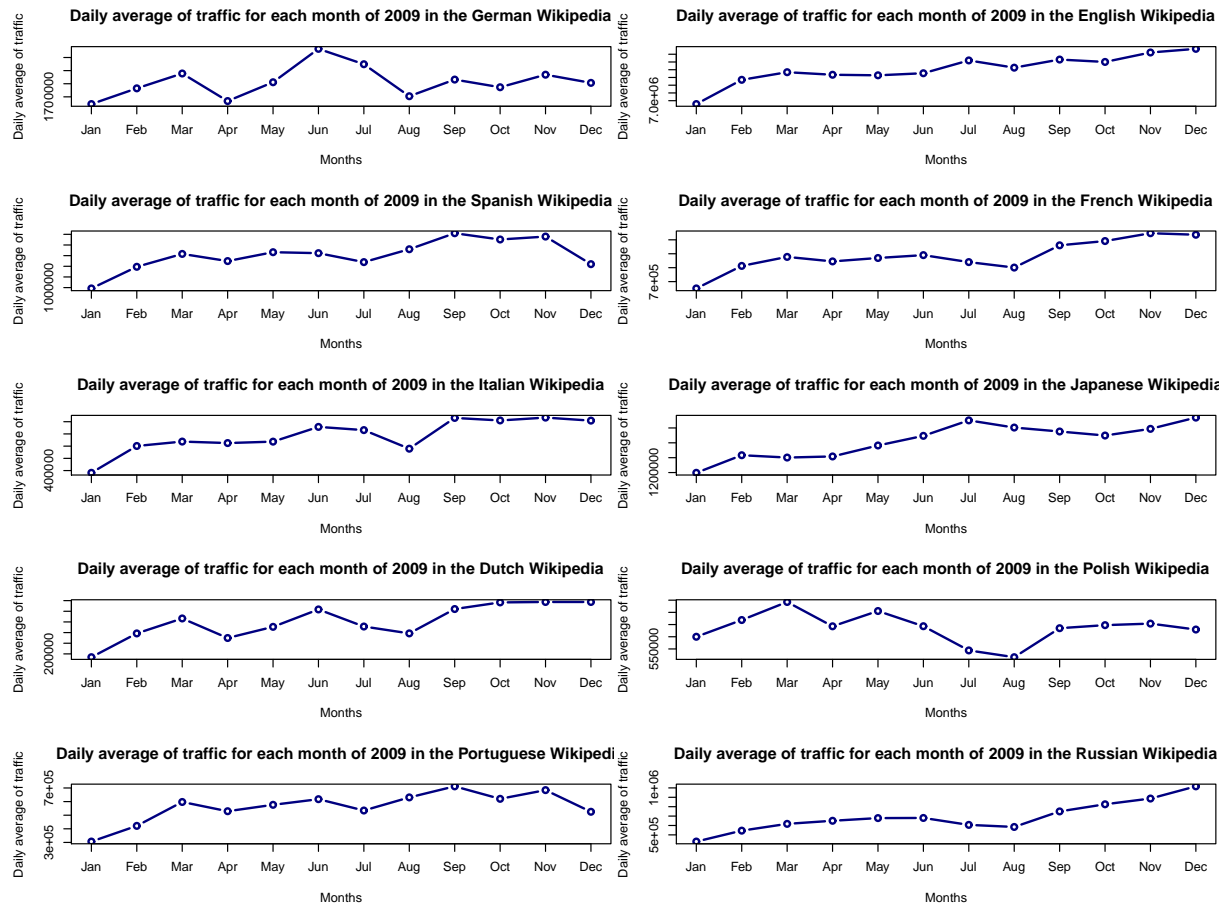 Daily average of traffic for each month of 2009 in the German Wikipedia
Daily average of traffic
1700000
Jan Feb Mar Apr May Jun Jul Aug Sep Oct Nov Dec
Months
Daily average of traffic for each month of 2009 in the English Wikipedia
Daily average of traffic
7.0e+06
Jan Feb Mar Apr May Jun Jul Aug Sep Oct Nov Dec
Months
Daily average of traffic for each month of 2009 in the Spanish Wikipedia
Daily average of traffic
1000000
Jan Feb Mar Apr May Jun Jul Aug Sep Oct Nov Dec
Months
Daily average of traffic for each month of 2009 in the French Wikipedia
Daily average of traffic
7e+05
Jan Feb Mar Apr May Jun Jul Aug Sep Oct Nov Dec
Months
Daily average of traffic for each month of 2009 in the Italian Wikipedia
Daily average of traffic
400000
Jan Feb Mar Apr May Jun Jul Aug Sep Oct Nov Dec
Months
Daily average of traffic for each month of 2009 in the Japanese Wikipedia
Daily average of traffic
1200000
Jan Feb Mar Apr May Jun Jul Aug Sep Oct Nov Dec
Months
Daily average of traffic for each month of 2009 in the Dutch Wikipedia
Daily average of traffic
200000
Jan Feb Mar Apr May Jun Jul Aug Sep Oct Nov Dec
Months
Daily average of traffic for each month of 2009 in the Polish Wikipedia
Daily average of traffic
550000
Jan Feb Mar Apr May Jun Jul Aug Sep Oct Nov Dec
Months
Daily average of traffic for each month of 2009 in the Portuguese Wikipedi
Daily average of traffic
7e+05
3e+05
Jan Feb Mar Apr May Jun Jul Aug Sep Oct Nov Dec
Months
Daily average of traffic for each month of 2009 in the Russian Wikipedia
Daily average of traffic
1e+06
5e+05
Jan Feb Mar Apr May Jun Jul Aug Sep Oct Nov Dec
Months